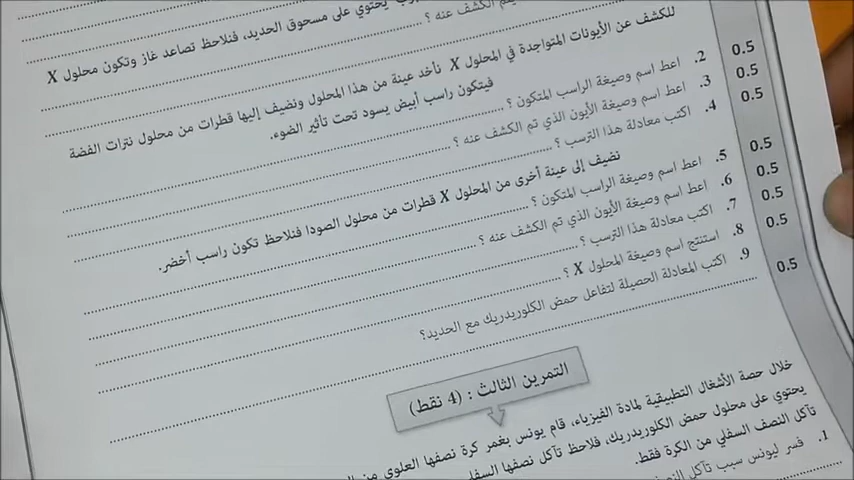 يحتوي على مسحوق الحديد، فنلاحظ تصاعد غاز وتكون محلول X
يتم الكشف عنه ؟
للكشف عن الأيونات المتواجدة في المحلول X نأخد عينة من هذا المحلول ونضيف إليها قطرات من محلول نترات الفضة
فيتكون راسب أبيض يسود تحت تأثير الضوء.
0.5 2. اعط اسم وصيغة الراسب المتكون ؟
0.5 3. اعط اسم وصيغة الأيون الذي تم الكشف عنه ؟
0.5 4. اكتب معادلة هذا الترسب ؟
نضيف إلى عينة أخرى من المحلول X قطرات من محلول الصودا فنلاحظ تكون راسب أخضر.
0.5 5. اعط اسم وصيغة الراسب المتكون ؟
0.5 6. اعط اسم وصيغة الأيون الذي تم الكشف عنه ؟
0.5 7. اكتب معادلة هذا الترسب ؟
0.5 8. استنتج اسم وصيغة المحلول X ؟
0.5 9. اكتب المعادلة الحصيلة لتفاعل حمض الكلوريدريك مع الحديد؟
التمرين الثالث : (4 نقط)
خلال حصة الأشغال التطبيقية لمادة الفيزياء، قام يونس بغمر كرة نصفها العلوي من
يحتوي على محلول حمض الكلوريدريك، فلاحظ تآكل نصفها
تآكل النصف السفلي من الكرة فقط.
1. فسر ليونس سبب تآكل